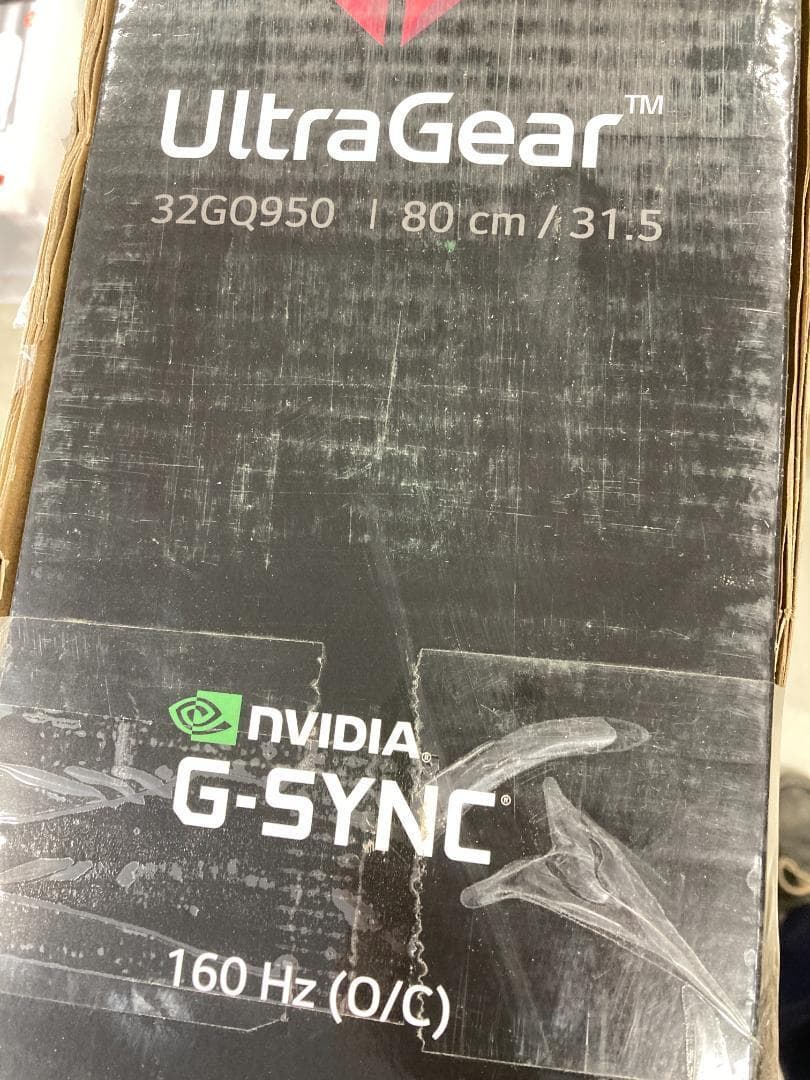 UltraGear™
32GQ950 | 80 cm / 31.5
NVIDIA®
G-SYNC®
160 Hz (O/C)